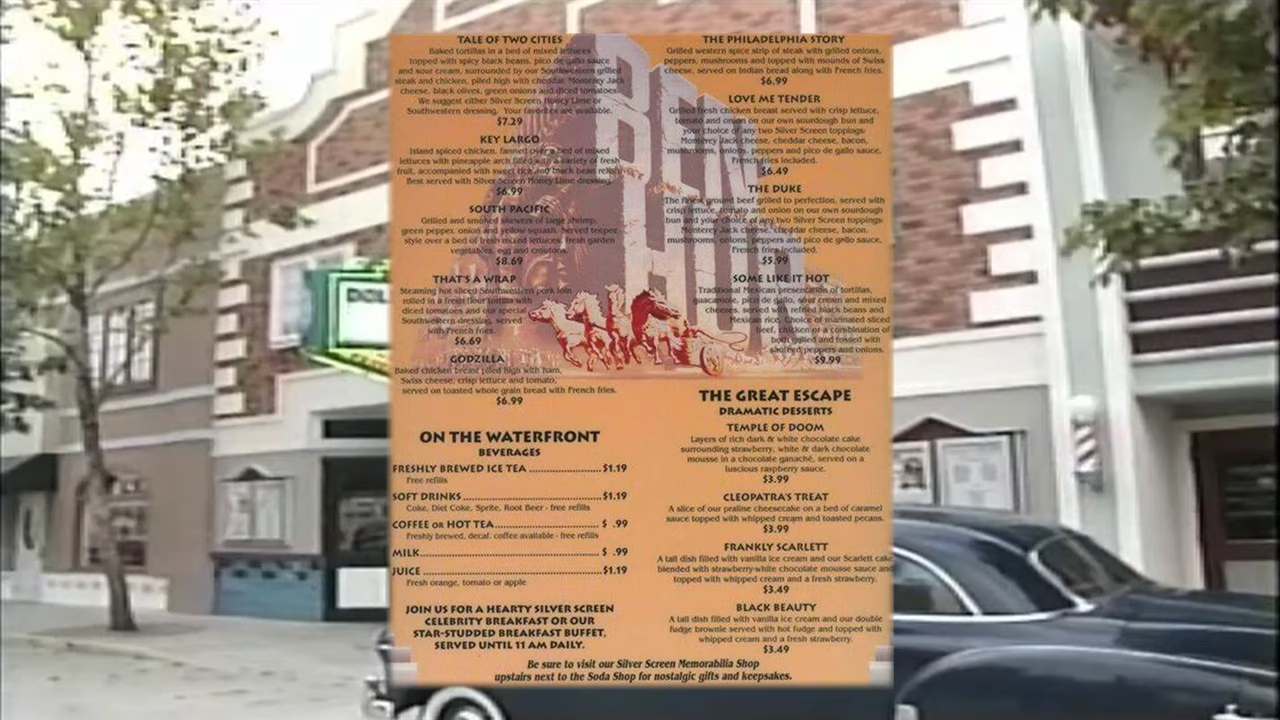 TALE OF TWO CITIES
Baked tortillas in a bed of mixed lettuces
topped with spicy black beans, pico de gallo sauce
and sour cream, surrounded by our Southwestern grilled
steak and chicken, piled high with cheddar, Monterey Jack
cheese, black olives, green onions and diced tomatoes.
We suggest either Silver Screen Honey Lime or
Southwestern dressing. Your favorites are available.
$7.29
KEY LARGO
Island spiced chicken, fanned over a bed of mixed
lettuces with pineapple arch filled with a variety of fresh
fruit, accompanied with sweet rice and black bean relish.
Best served with Silver Screen Honey Lime dressing.
$6.99
SOUTH PACIFIC
Grilled and smoked skewers of large shrimp,
green pepper, onion and yellow squash. Served teepee
style over a bed of fresh mixed lettuces, fresh garden
vegetables, egg and croutons.
$8.69
THAT'S A WRAP
Steaming hot sliced Southwestern pork loin
rolled in a fresh flour tortilla with
diced tomatoes and our special
Southwestern dressing, served
with French fries.
$6.69
GODZILLA
Baked chicken breast piled high with ham,
Swiss cheese, crisp lettuce and tomato,
served on toasted whole grain bread with French fries.
$6.99
ON THE WATERFRONT
BEVERAGES
FRESHLY BREWED ICE TEA ..................$1.19
Free refills
SOFT DRINKS ...................................$1.19
Coke, Diet Coke, Sprite, Root Beer - free refills
COFFEE OR HOT TEA........................... $ .99
Freshly brewed, decaf. coffee available - free refills
MILK.............................................. $ .99
JUICE .............................................$1.19
Fresh orange, tomato or apple
JOIN US FOR A HEARTY SILVER SCREEN
CELEBRITY BREAKFAST OR OUR
STAR-STUDDED BREAKFAST BUFFET,
SERVED UNTIL 11 AM DAILY.
THE PHILADELPHIA STORY
Grilled western spice strip of steak with grilled onions,
peppers, mushrooms and topped with mounds of Swiss
cheese, served on Indian bread along with French fries.
$6.99
LOVE ME TENDER
Grilled fresh chicken breast served with crisp lettuce,
tomato and onion on our own sourdough bun and
your choice of any two Silver Screen toppings:
Monterey Jack cheese, cheddar cheese, bacon,
mushrooms, onions, peppers and pico de gallo sauce.
French fries included.
$6.49
THE DUKE
The finest ground beef grilled to perfection, served with
crisp lettuce, tomato and onion on our own sourdough
bun and your choice of any two Silver Screen toppings:
Monterey Jack cheese, cheddar cheese, bacon,
mushrooms, onions, peppers and pico de gallo sauce.
French fries included.
$5.99
SOME LIKE IT HOT
Traditional Mexican presentation of tortillas,
guacamole, pico de gallo, sour cream and mixed
cheeses, served with refried black beans and
Mexican rice. Choice of marinated sliced
beef, chicken or a combination of
both grilled and tossed with
sauteed peppers and onions.
$9.99
THE GREAT ESCAPE
DRAMATIC DESSERTS
TEMPLE OF DOOM
Layers of rich dark & white chocolate cake
surrounding strawberry, white & dark chocolate
mousse in a chocolate ganaché, served on a
luscious raspberry sauce.
$3.99
CLEOPATRA'S TREAT
A slice of our praline cheesecake on a bed of caramel
sauce topped with whipped cream and toasted pecans.
$3.99
FRANKLY SCARLETT
A tall dish filled with vanilla ice cream and our Scarlett cake
blended with strawberry-white chocolate mousse sauce and
topped with whipped cream and a fresh strawberry.
$3.49
BLACK BEAUTY
A tall dish filled with vanilla ice cream and our double
fudge brownie served with hot fudge and topped with
whipped cream and a fresh strawberry.
$3.49
Be sure to visit our Silver Screen Memorabilia Shop
upstairs next to the Soda Shop for nostalgic gifts and keepsakes.
BEN
HUR
DOL